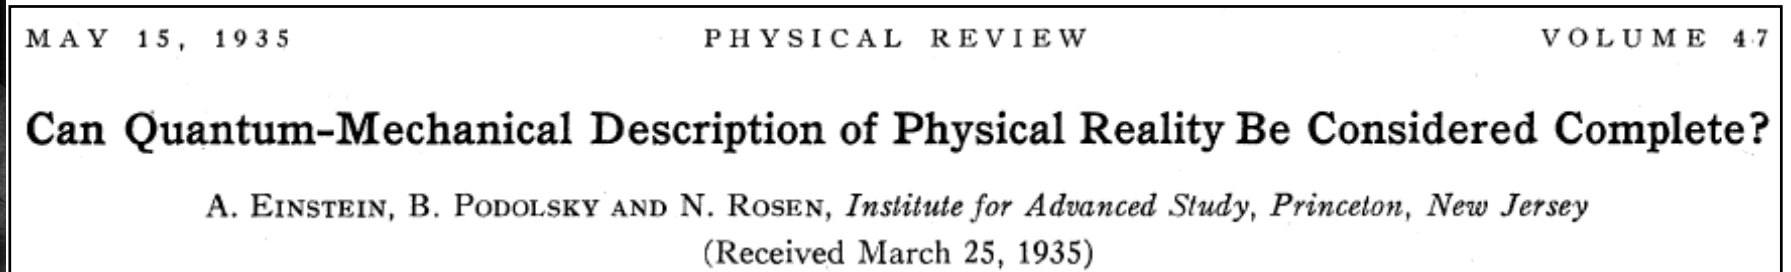 MAY 15, 1935 PHYSICAL REVIEW VOLUME 47
Can Quantum-Mechanical Description of Physical Reality Be Considered Complete?
A. EINSTEIN, B. PODOLSKY AND N. ROSEN, Institute for Advanced Study, Princeton, New Jersey
(Received March 25, 1935)